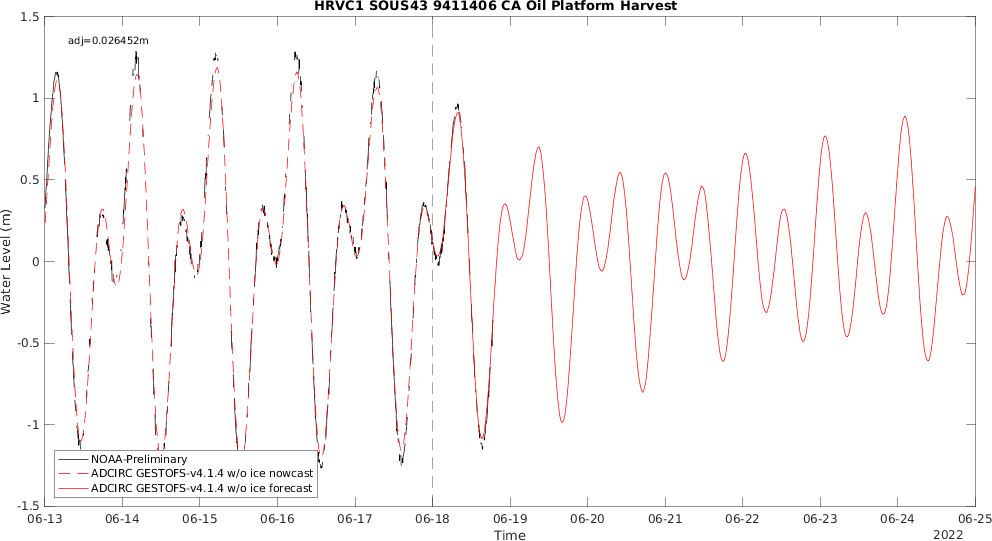 HRVC1 SOUS43 9411406 CA Oil Platform Harvest
1.5
adj=0.026452m
1
0.5
0
-0.5
-1
-1.5
Water Level (m)
NOAA-Preliminary
ADCIRC GESTOFS-v4.1.4 w/o ice nowcast
ADCIRC GESTOFS-v4.1.4 w/o ice forecast
06-13 06-14 06-15 06-16 06-17 06-18 06-19 06-20 06-21 06-22 06-23 06-24 06-25
Time
2022